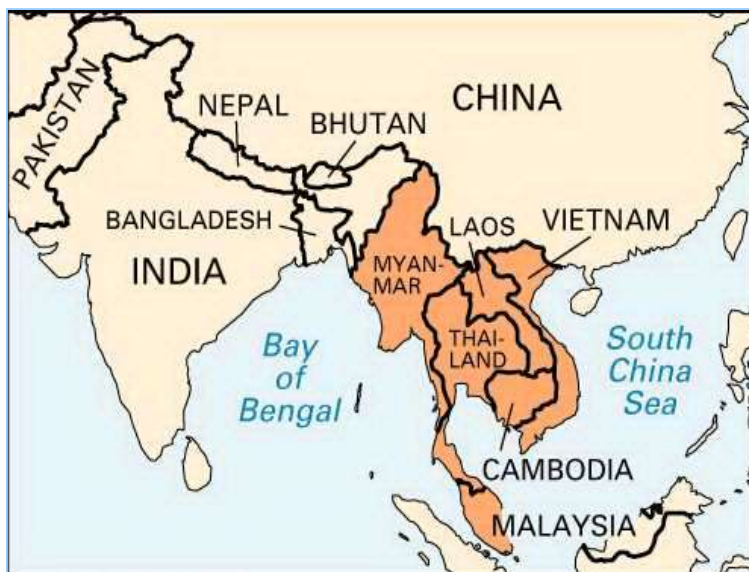 CHINA
NEPAL
BHUTAN
PAKISTAN
BANGLADESH
LAOS
VIETNAM
INDIA
MYAN-
MAR
THAI-
LAND
Bay
of
Bengal
South
China
Sea
CAMBODIA
MALAYSIA